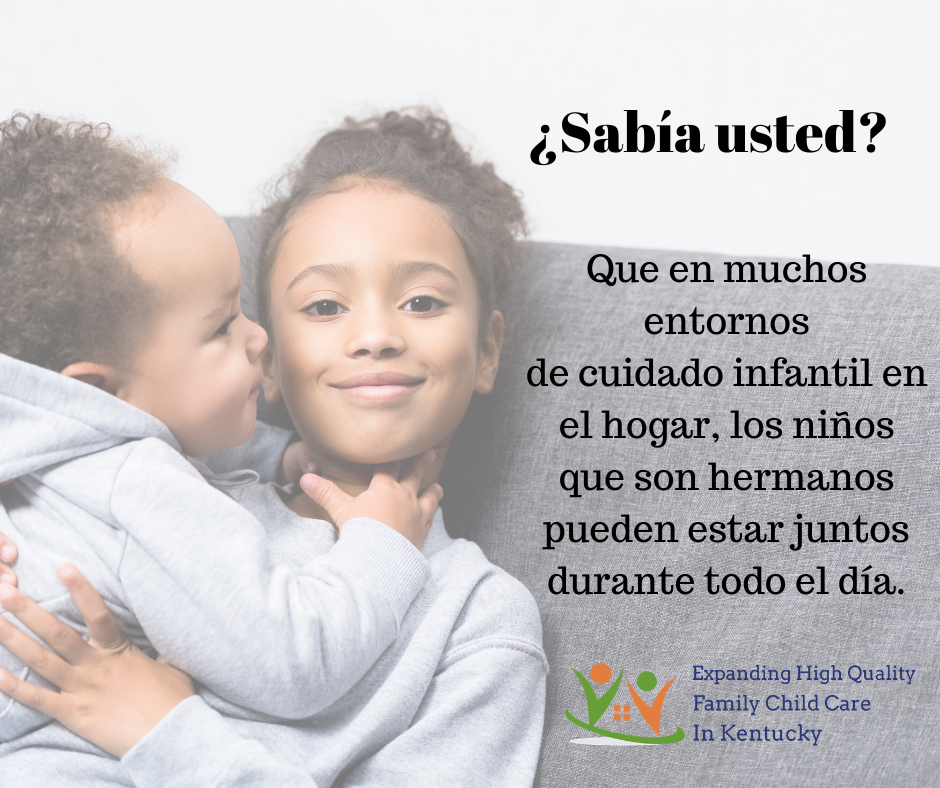 ¿Sabía usted?
Que en muchos
entornos
de cuidado infantil en
el hogar, los niños
que son hermanos
pueden estar juntos
durante todo el día.
Expanding High Quality
Family Child Care
In Kentucky